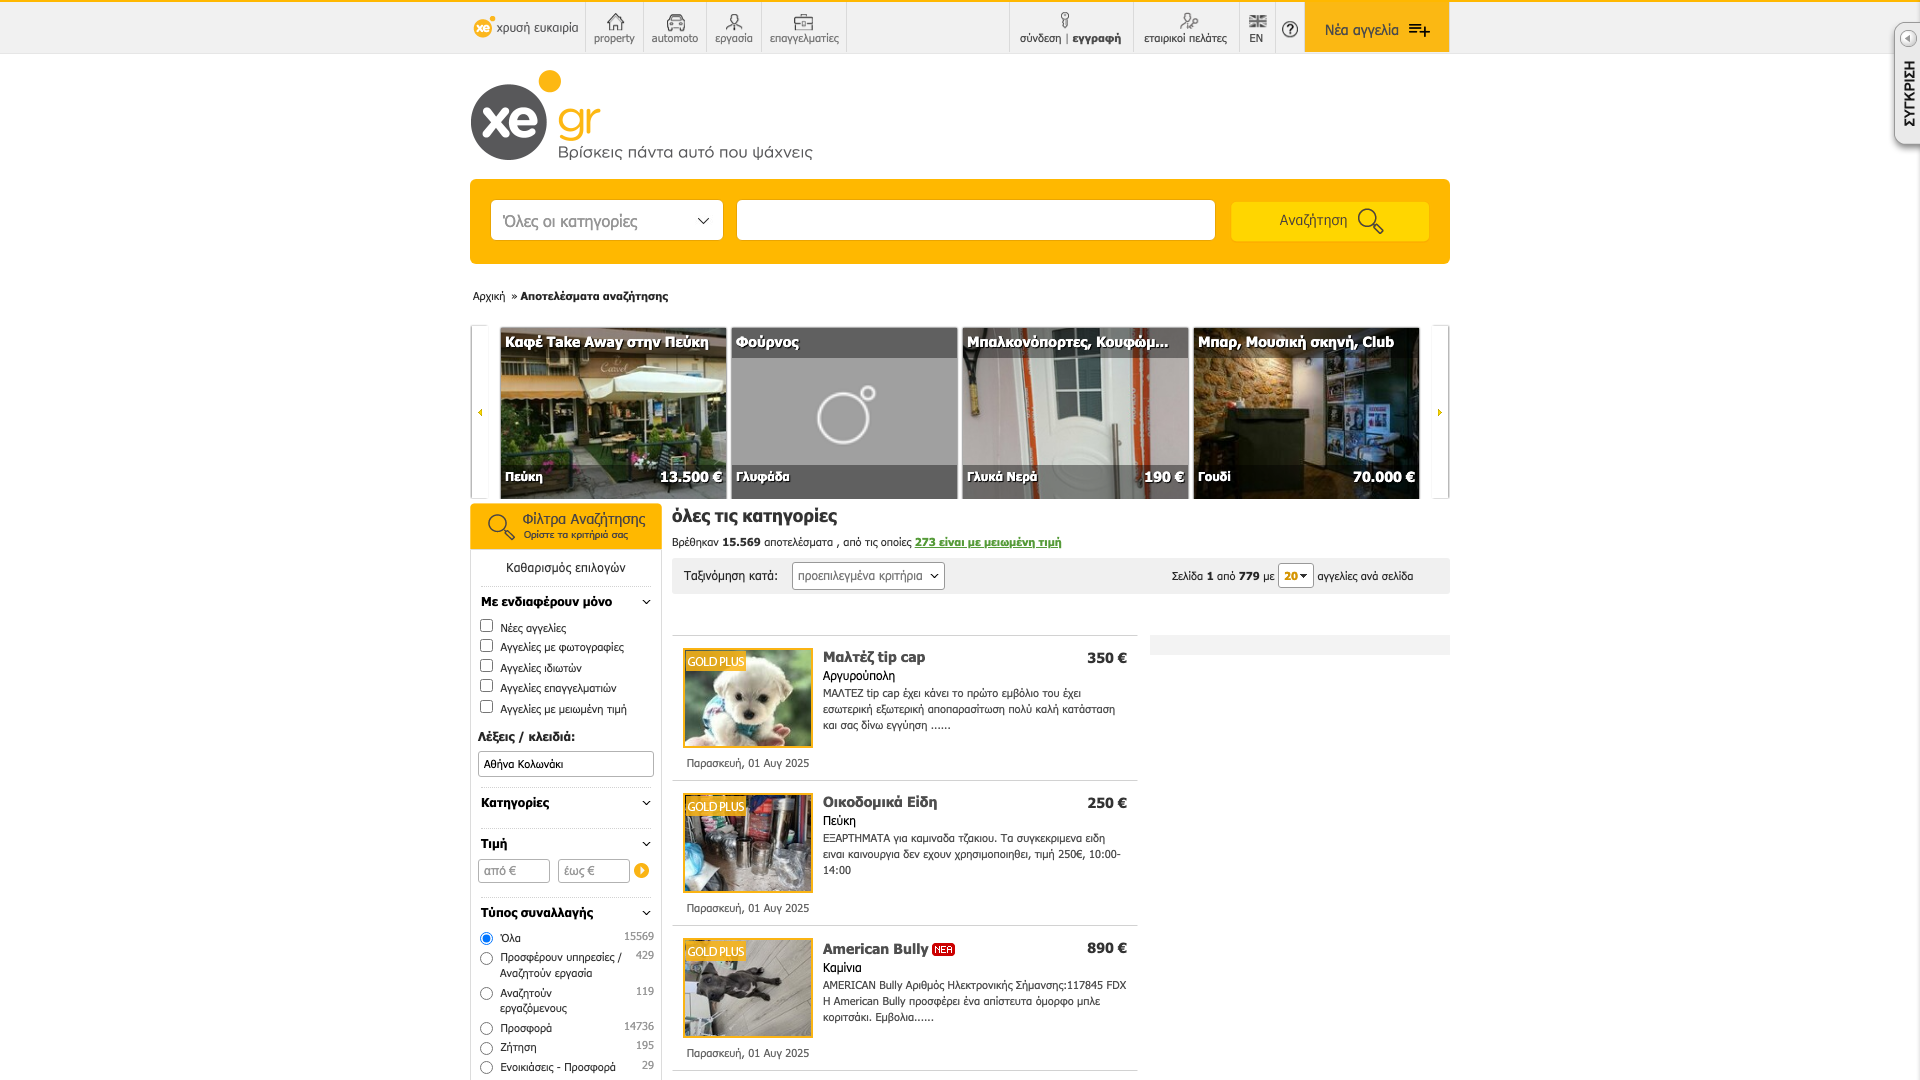 xe χρυσή ευκαιρία
property
automoto
εργασία
επαγγελματίες
σύνδεση | εγγραφή
εταιρικοί πελάτες
EN
?
Νέα αγγελία
ΣΥΓΚΡΙΣΗ
xe gr
Βρίσκεις πάντα αυτό που ψάχνεις
Όλες οι κατηγορίες
Αναζήτηση
Αρχική » Αποτελέσματα αναζήτησης
Καφέ Take Away στην Πεύκη
Πεύκη 13.500 €
Φούρνος
Γλυφάδα
Μπαλκονόπορτες, Κουφώμ...
Γλυκά Νερά 190 €
Μπαρ, Μουσική σκηνή, Club
Γουδί 70.000 €
Φίλτρα Αναζήτησης
Ορίστε τα κριτήριά σας
Καθαρισμός επιλογών
Με ενδιαφέρουν μόνο
Νέες αγγελίες
Αγγελίες με φωτογραφίες
Αγγελίες ιδιωτών
Αγγελίες επαγγελματιών
Αγγελίες με μειωμένη τιμή
Λέξεις / κλειδιά:
Αθήνα Κολωνάκι
Κατηγορίες
Τιμή
από €
έως €
Τύπος συναλλαγής
Όλα 15569
Προσφέρουν υπηρεσίες / 429
Αναζητούν εργασία
Αναζητούν 119
εργαζόμενους
Προσφορά 14736
Ζήτηση 195
Ενοικιάσεις - Προσφορά 29
όλες τις κατηγορίες
Βρέθηκαν 15.569 αποτελέσματα , από τις οποίες 273 είναι με μειωμένη τιμή
Ταξινόμηση κατά: προεπιλεγμένα κριτήρια
Σελίδα 1 από 779 με 20 αγγελίες ανά σελίδα
GOLD PLUS
Μαλτέζ tip cap 350 €
Αργυρούπολη
ΜΑΛΤΕΖ tip cap έχει κάνει το πρώτο εμβόλιο του έχει
εσωτερική εξωτερική αποπαρασίτωση πολύ καλή κατάσταση
και σας δίνω εγγύηση ......
Παρασκευή, 01 Αυγ 2025
GOLD PLUS
Οικοδομικά Είδη 250 €
Πεύκη
ΕΞΑΡΤΗΜΑΤΑ για καμιναδα τζακιου. Τα συγκεκριμενα ειδη
ειναι καινουργια δεν εχουν χρησιμοποιηθει, τιμή 250€, 10:00-
14:00
Παρασκευή, 01 Αυγ 2025
GOLD PLUS
American Bully ΝΕΑ 890 €
Καμίνια
AMERICAN Bully Αριθμός Ηλεκτρονικής Σήμανσης:117845 FDX
Η American Bully προσφέρει ένα απίστευτα όμορφο μπλε
κοριτσάκι. Εμβολια......
Παρασκευή, 01 Αυγ 2025